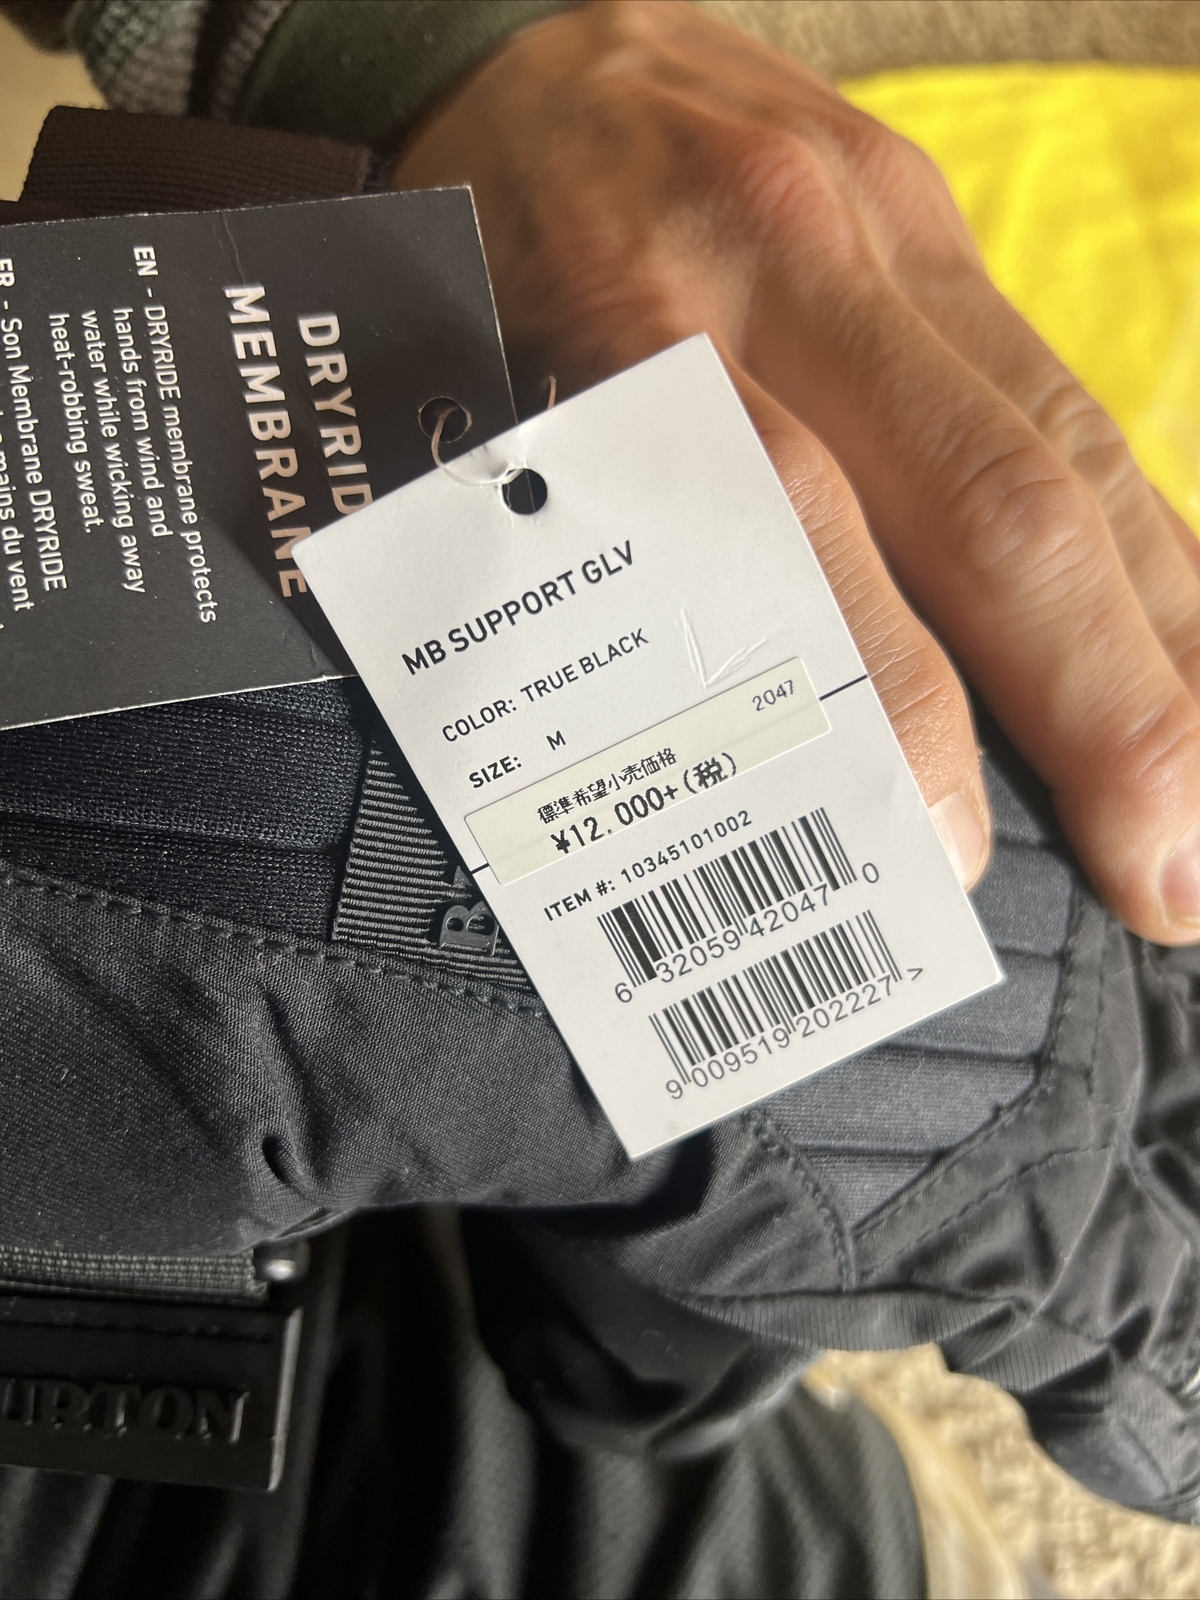 DRYRID
MEMBRANE
EN - DRYRIDE membrane protects
hands from wind and
water while wicking away
heat-robbing sweat.
FR - Son Membrane DRYRIDE
mains du vent
MB SUPPORT GLV
COLOR: TRUE BLACK
SIZE: M
2047
標準希望小売価格
¥12,000+(税)
ITEM #: 10345101002
6 32059 42047 0
9 009519 202227 >
B
URTON